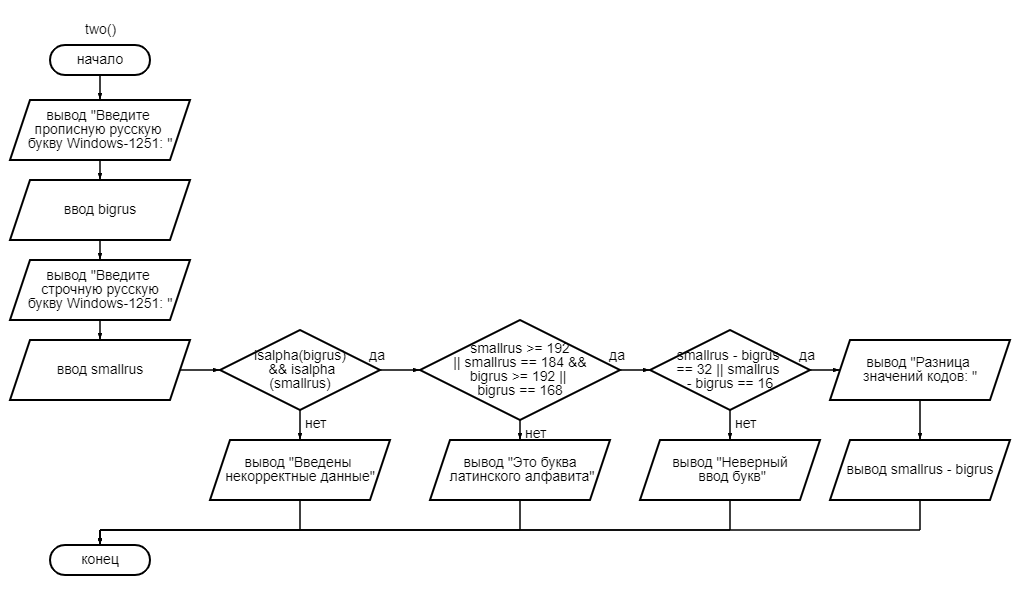 two()
начало
вывод "Введите
прописную русскую
букву Windows-1251: "
ввод bigrus
вывод "Введите
строчную русскую
букву Windows-1251: "
ввод smallrus
isalpha(bigrus)
&& isalpha
(smallrus)
да
нет
вывод "Введены
некорректные данные"
smallrus >= 192
|| smallrus == 184 &&
bigrus >= 192 ||
bigrus == 168
да
нет
вывод "Это буква
латинского алфавита"
smallrus - bigrus
== 32 || smallrus
- bigrus == 16
да
нет
вывод "Неверный
ввод букв"
вывод "Разница
значений кодов: "
вывод smallrus - bigrus
конец